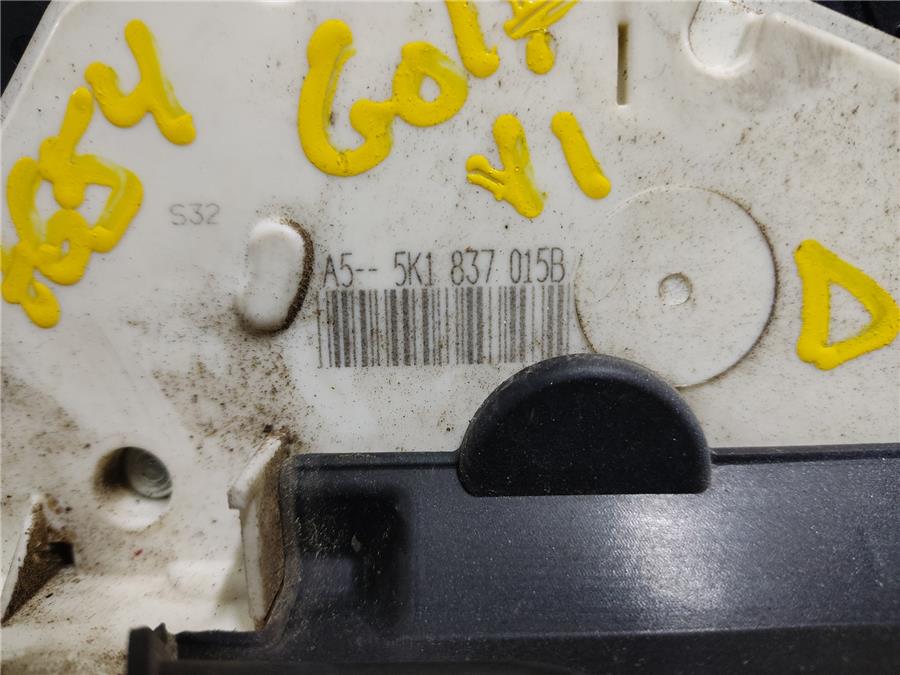 GOLF
VI
S32
A5-- 5K1 837 015B
D